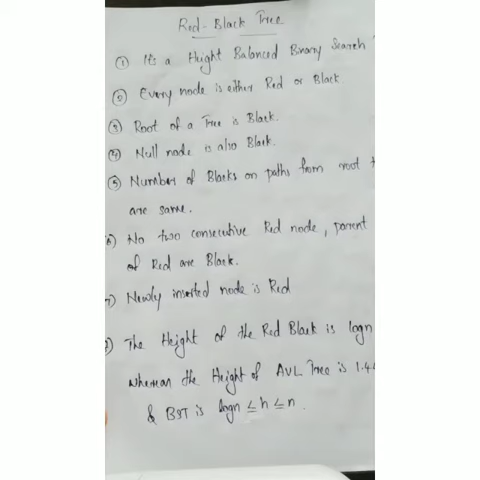 Red-Black Tree
① It's a Height Balanced Binary Search
② Every node is either Red or Black
③ Root of a Tree is Black.
④ Null node is also Black.
⑤ Number of Blacks on paths from root
are same.
6) No two consecutive Red node, parent
of Red are Black.
7) Newly inserted node is Red
The Height of the Red Black is logn
whereas the Height of AVL Tree is 1.44
& BST is logn ≤ h ≤ n.